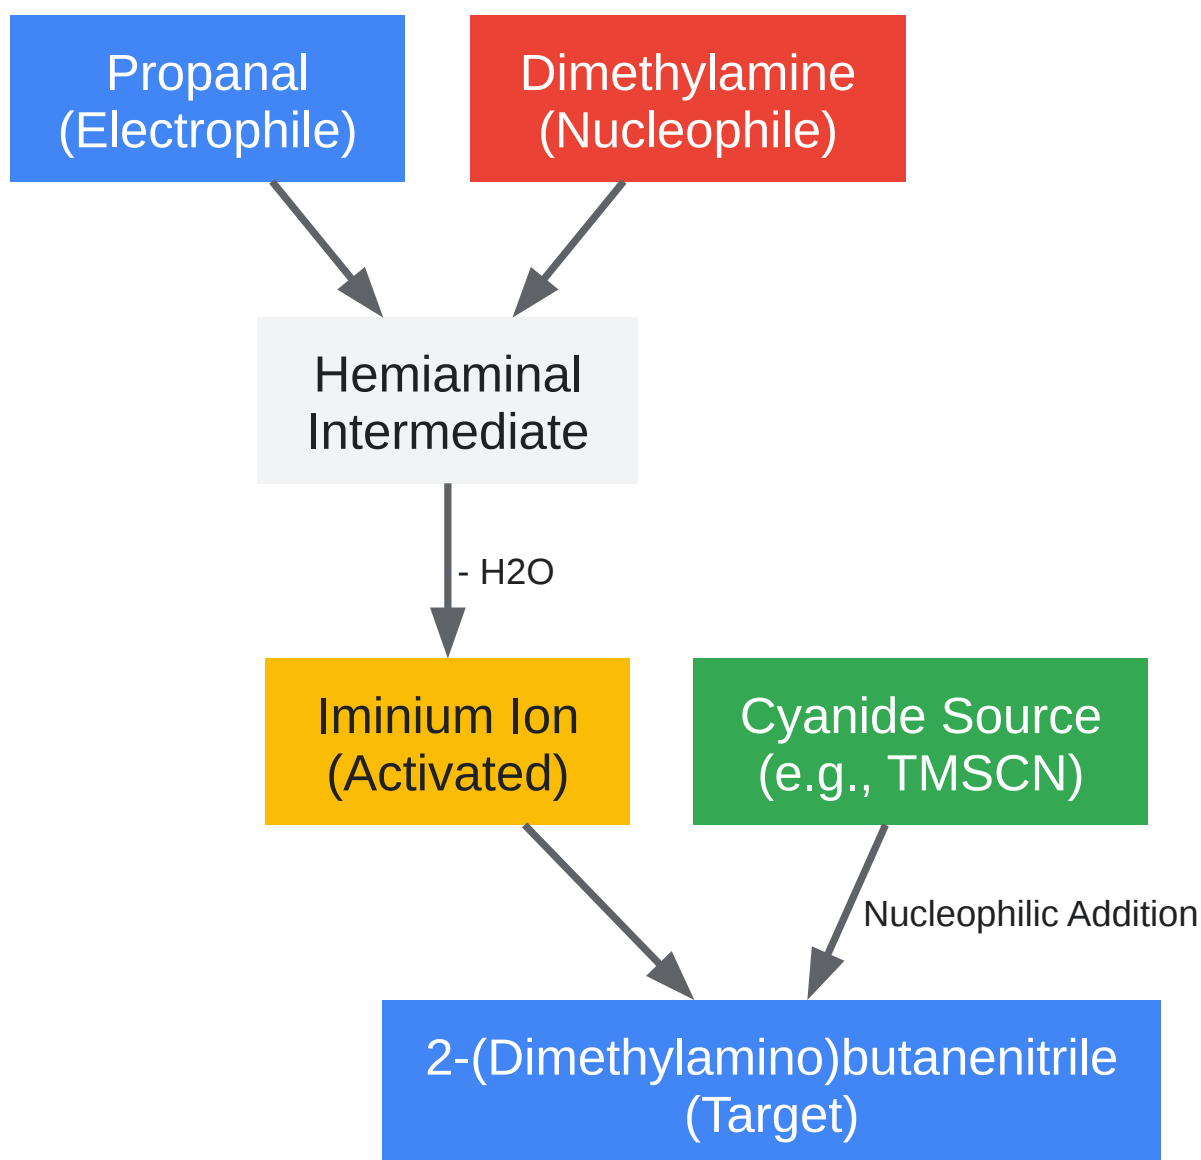 Propanal
(Electrophile)
Dimethylamine
(Nucleophile)
Hemiaminal
Intermediate
- H2O
Iminium Ion
(Activated)
Cyanide Source
(e.g., TMSCN)
Nucleophilic Addition
2-(Dimethylamino)butanenitrile
(Target)